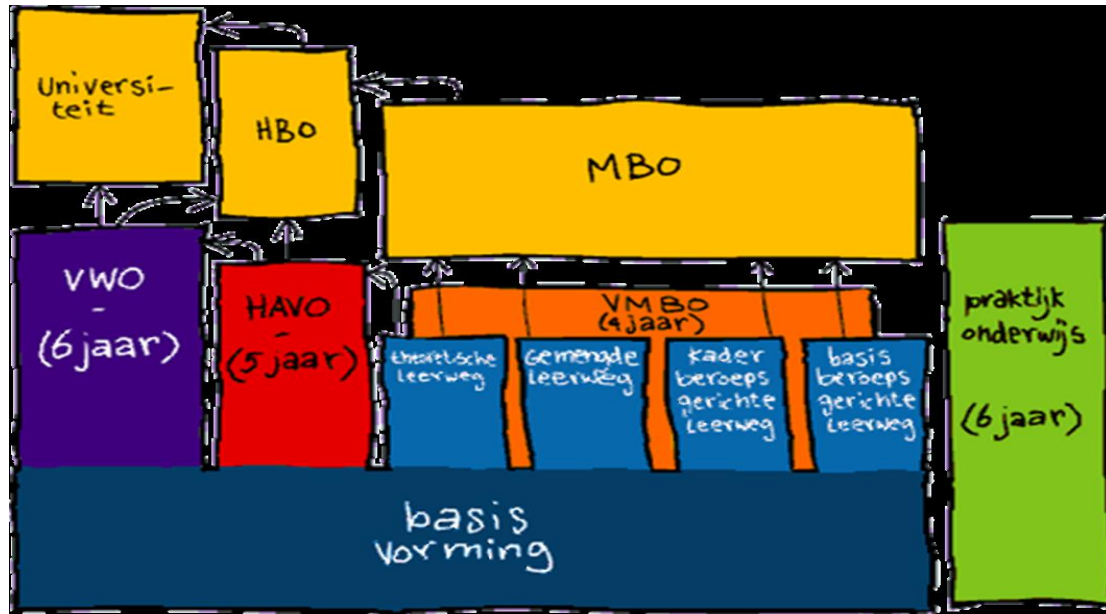 Universi-
teit
HBO
MBO
VWO
-
(6 jaar)
HAVO
-
(5 jaar)
VMBO
(4 jaar)
theoretische
leerweg
Gemengde
leerweg
Kader
beroeps
gerichte
leerweg
basis
beroeps
gerichte
leerweg
praktijk
onderwijs
(6 jaar)
basis
vorming